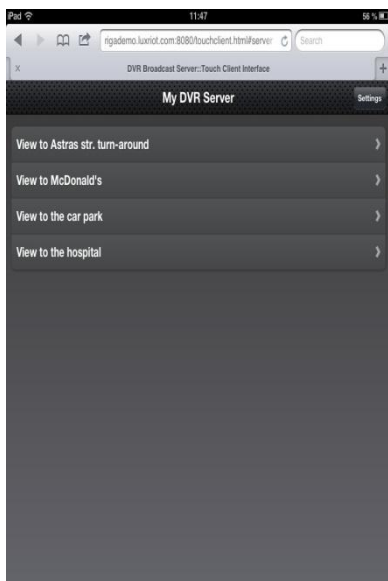 iPad 11:47 56 %
rigademo.luxriot.com:8080/touchclient.html#server Search
DVR Broadcast Server::Touch Client Interface
My DVR Server Settings
View to Astras str. turn-around
View to McDonald's
View to the car park
View to the hospital